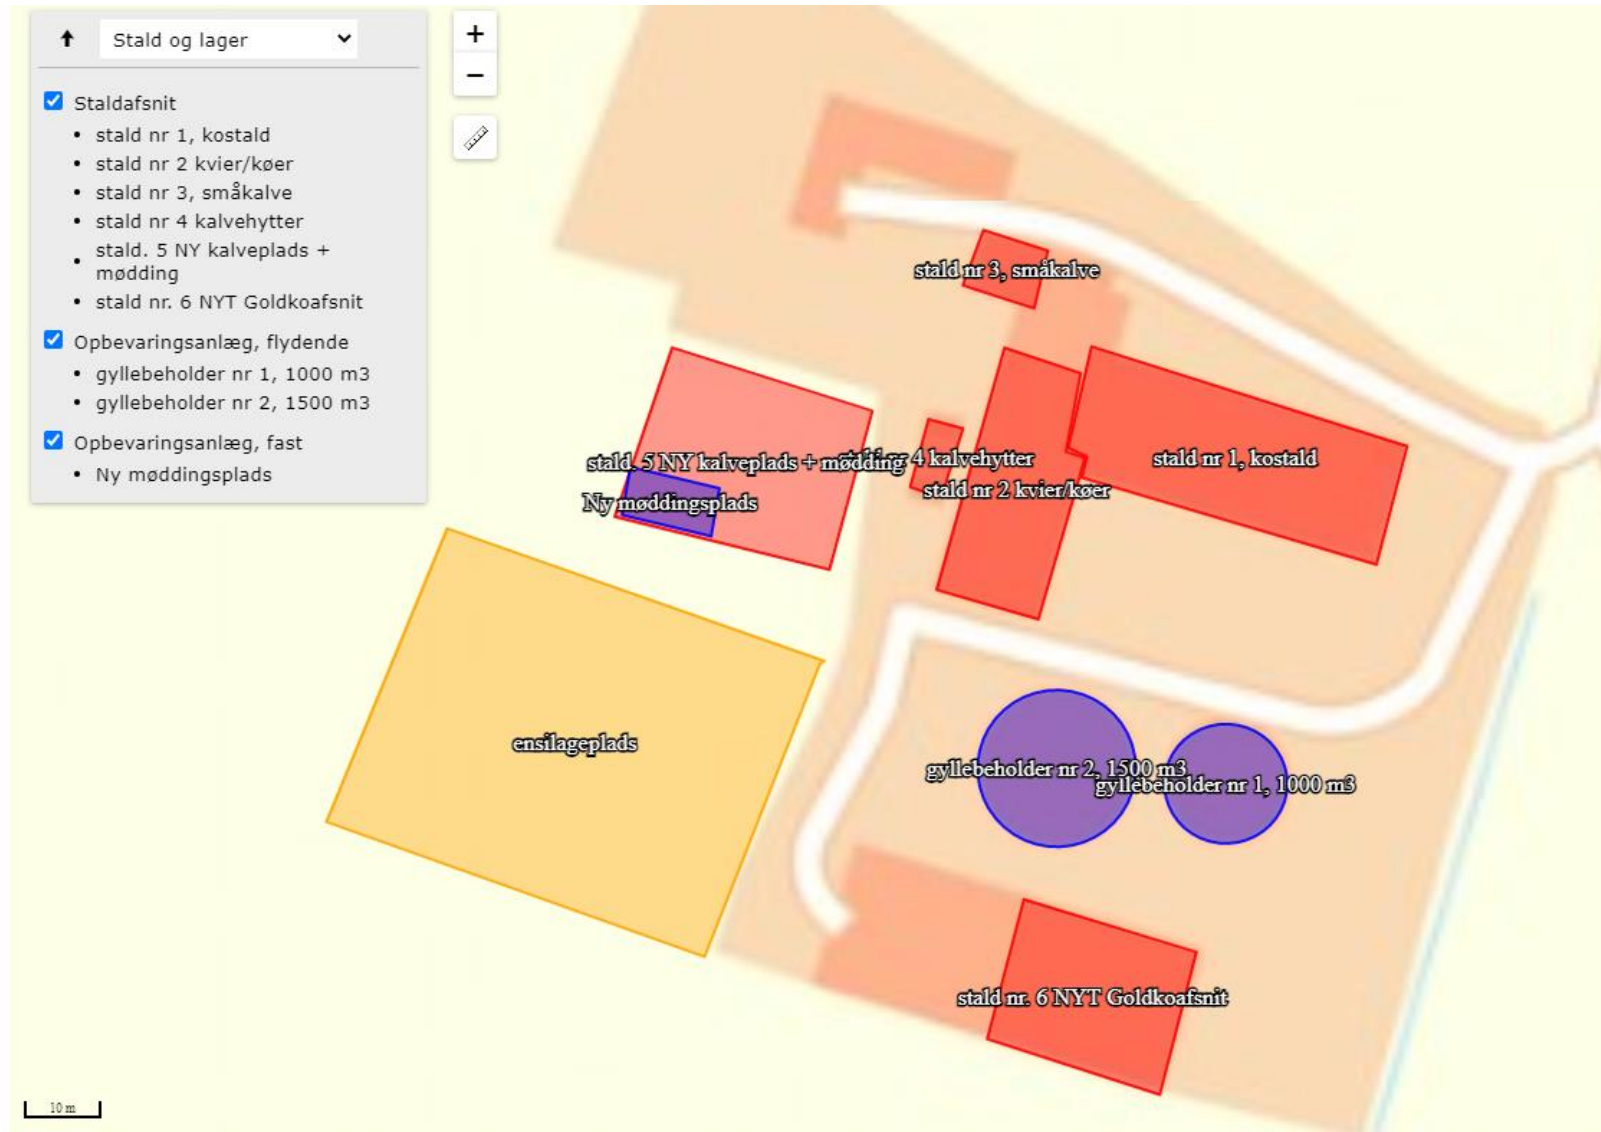 Stald og lager
+
−
Staldafsnit
• stald nr 1, kostald
• stald nr 2 kvier/køer
• stald nr 3, småkalve
• stald nr 4 kalvehytter
• stald. 5 NY kalveplads +
mødding
• stald nr. 6 NYT Goldkoafsnit
Opbevaringsanlæg, flydende
• gyllebeholder nr 1, 1000 m3
• gyllebeholder nr 2, 1500 m3
Opbevaringsanlæg, fast
• Ny møddingsplads
stald nr 3, småkalve
stald nr 1, kostald
stald. 5 NY kalveplads + mødding
4 kalvehytter
stald nr 2 kvier/køer
Ny møddingsplads
ensilageplads
gyllebeholder nr 2, 1500 m3
gyllebeholder nr 1, 1000 m3
stald nr. 6 NYT Goldkoafsnit
10 m